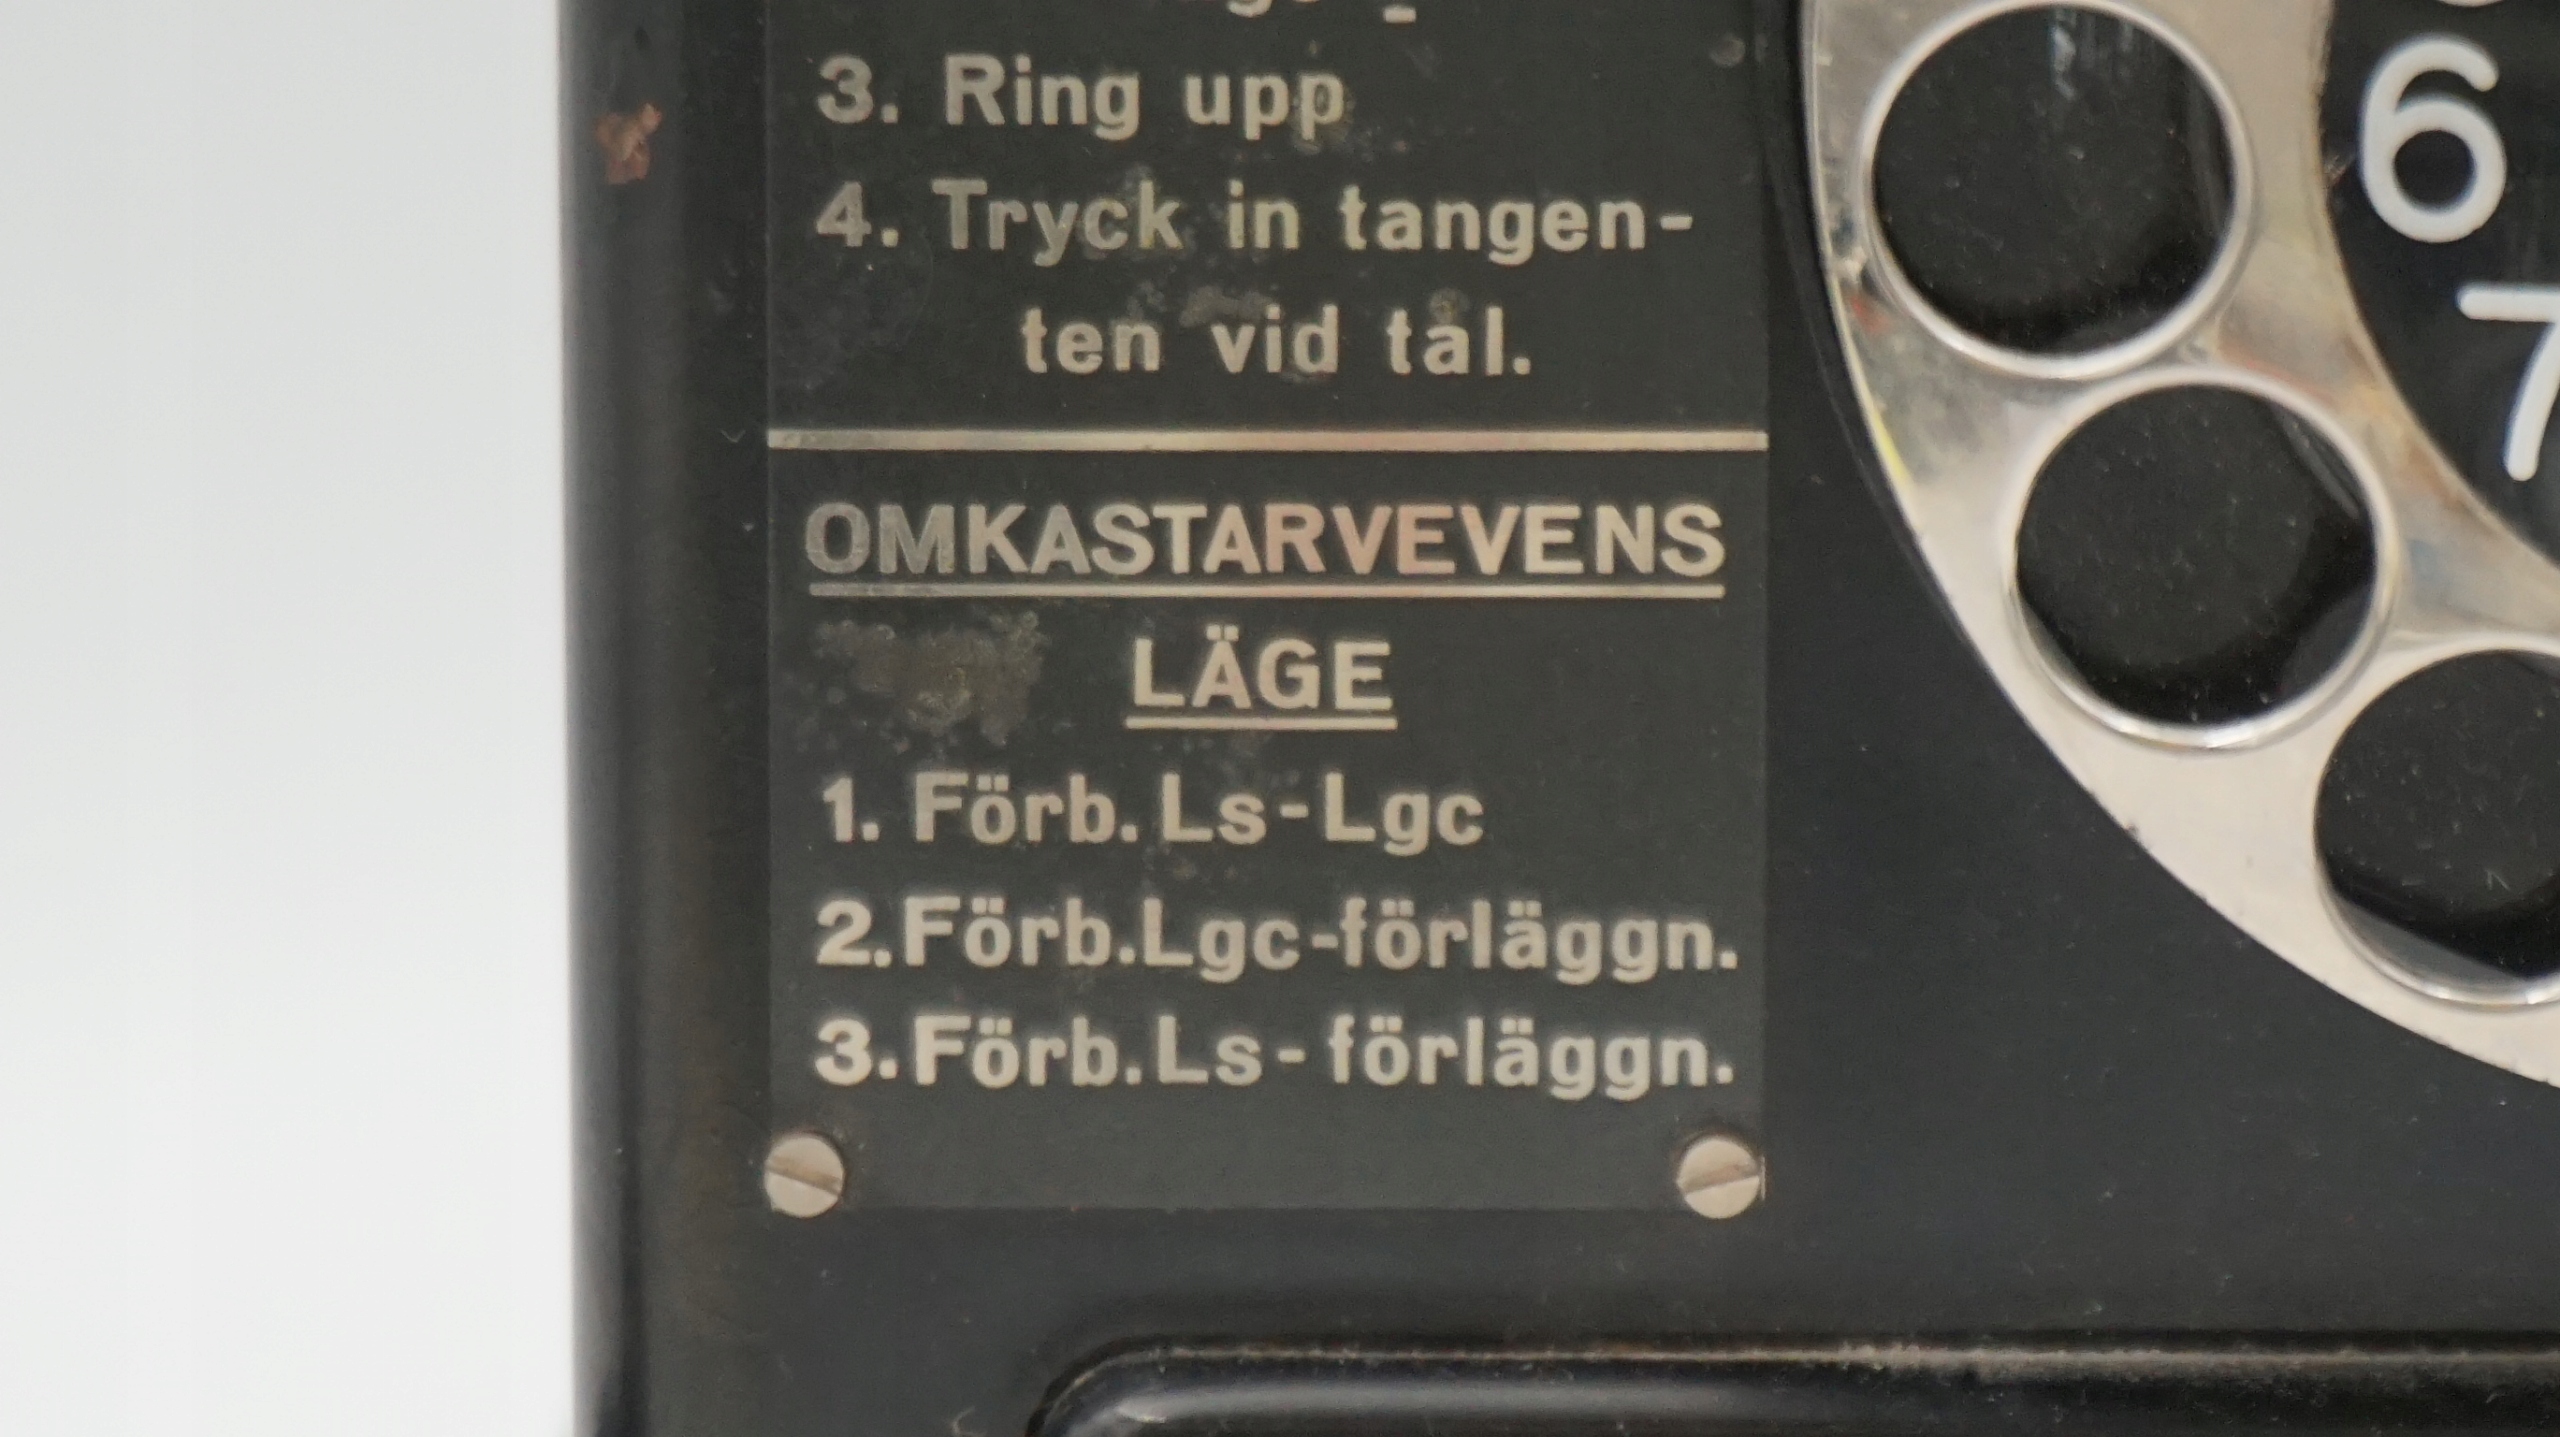 3. Ring upp
4. Tryck in tangen-
ten vid tal.
OMKASTARVEVENS
LÄGE
1. Förb. Ls-Lgc
2. Förb. Lgc-förläggn.
3. Förb. Ls-förläggn.
6
7